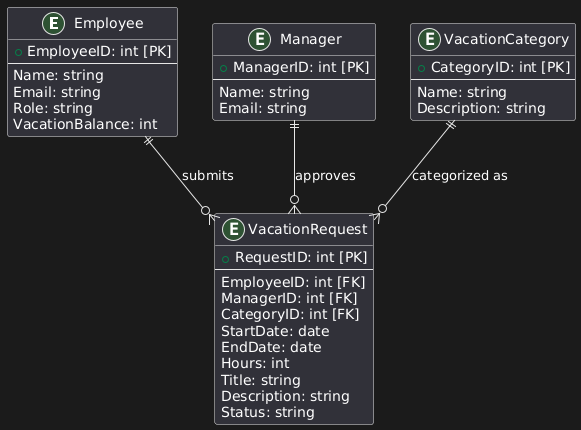 E Employee
EmployeeID: int [PK]
Name: string
Email: string
Role: string
VacationBalance: int
E Manager
ManagerID: int [PK]
Name: string
Email: string
E VacationCategory
CategoryID: int [PK]
Name: string
Description: string
submits
approves
categorized as
E VacationRequest
RequestID: int [PK]
EmployeeID: int [FK]
ManagerID: int [FK]
CategoryID: int [FK]
StartDate: date
EndDate: date
Hours: int
Title: string
Description: string
Status: string